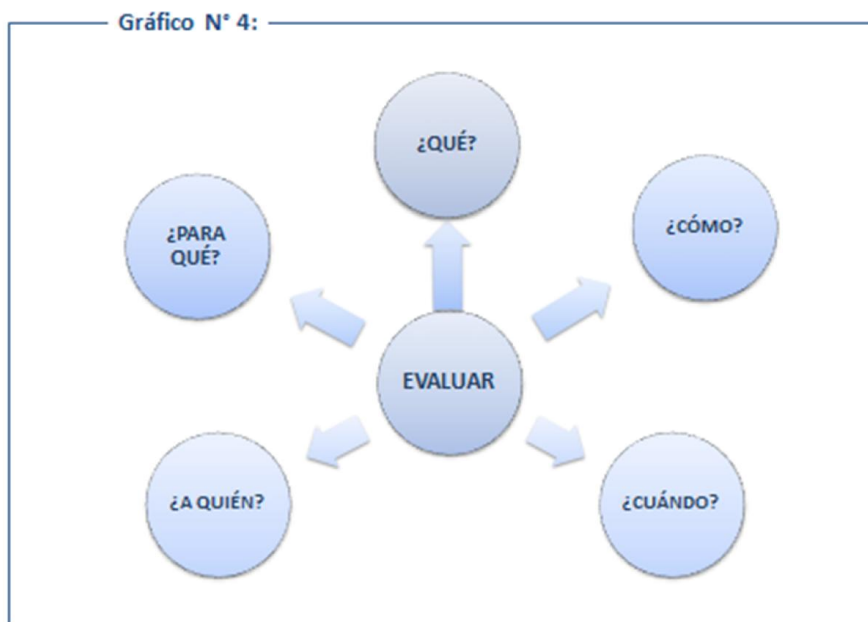 Gráfico N° 4:
¿QUÉ?
¿CÓMO?
¿PARA
QUÉ?
EVALUAR
¿A QUIÉN?
¿CUÁNDO?